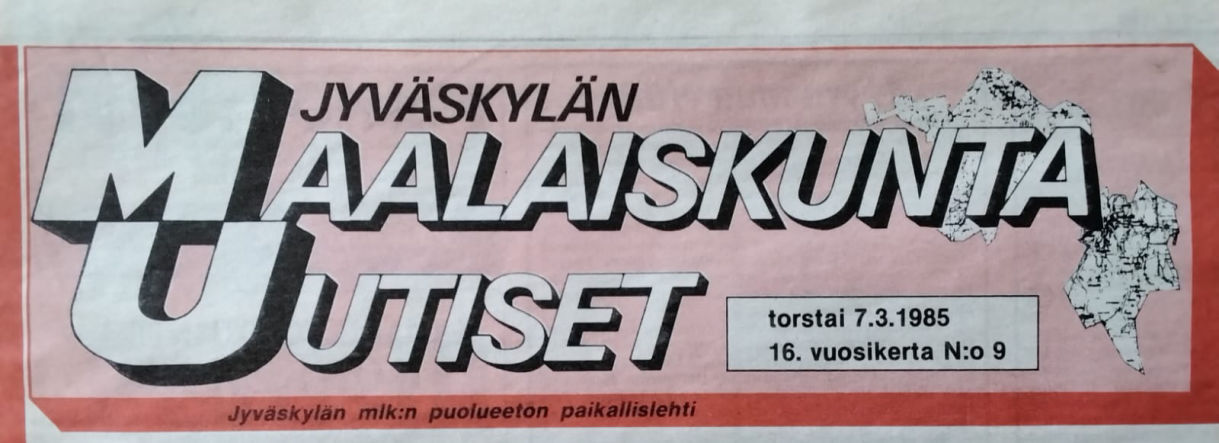 JYVÄSKYLÄN
MAALAISKUNTA
UUTISET
torstai 7.3.1985
16. vuosikerta N:o 9
Jyväskylän mlk:n puolueeton paikallislehti